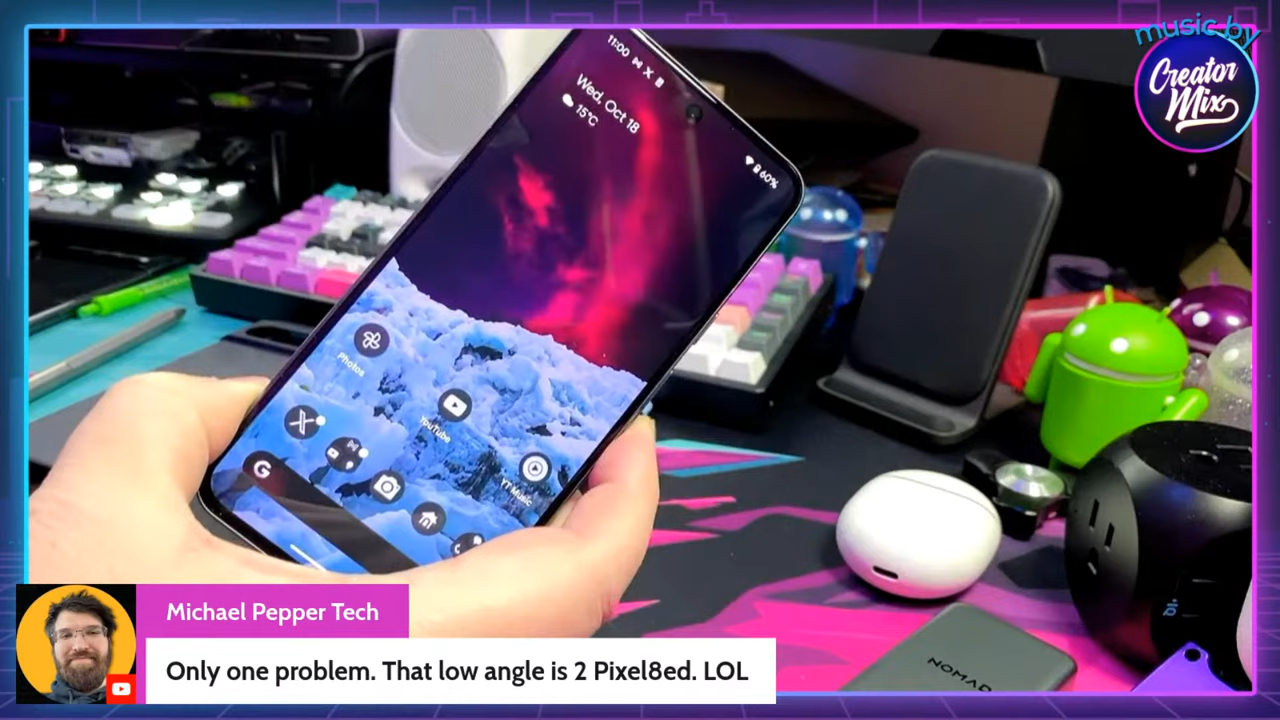 music by
Creator
Mix
11:00
Wed, Oct 18
15°C
60%
Photos
YouTube
YT Music
G
NOMAD
Michael Pepper Tech
Only one problem. That low angle is 2 Pixel8ed. LOL